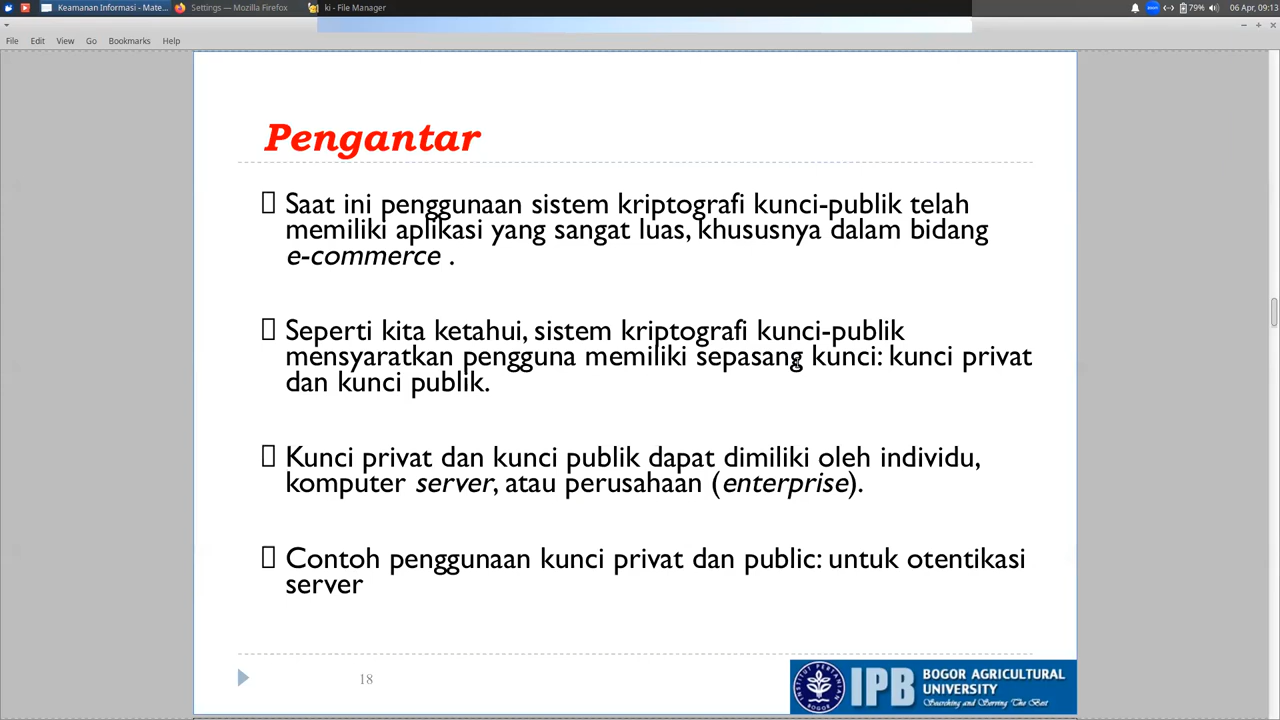 Keamanan Informasi - Mate...
Settings — Mozilla Firefox
ki - File Manager
79%
06 Apr, 09:13
File Edit View Go Bookmarks Help
Pengantar
Saat ini penggunaan sistem kriptografi kunci-publik telah
memiliki aplikasi yang sangat luas, khususnya dalam bidang
e-commerce .
Seperti kita ketahui, sistem kriptografi kunci-publik
mensyaratkan pengguna memiliki sepasang kunci: kunci privat
dan kunci publik.
Kunci privat dan kunci publik dapat dimiliki oleh individu,
komputer server, atau perusahaan (enterprise).
Contoh penggunaan kunci privat dan public: untuk otentikasi
server
18
INSTITUT PERTANIAN
BOGOR
IPB
BOGOR AGRICULTURAL
UNIVERSITY
Searching and Serving The Best